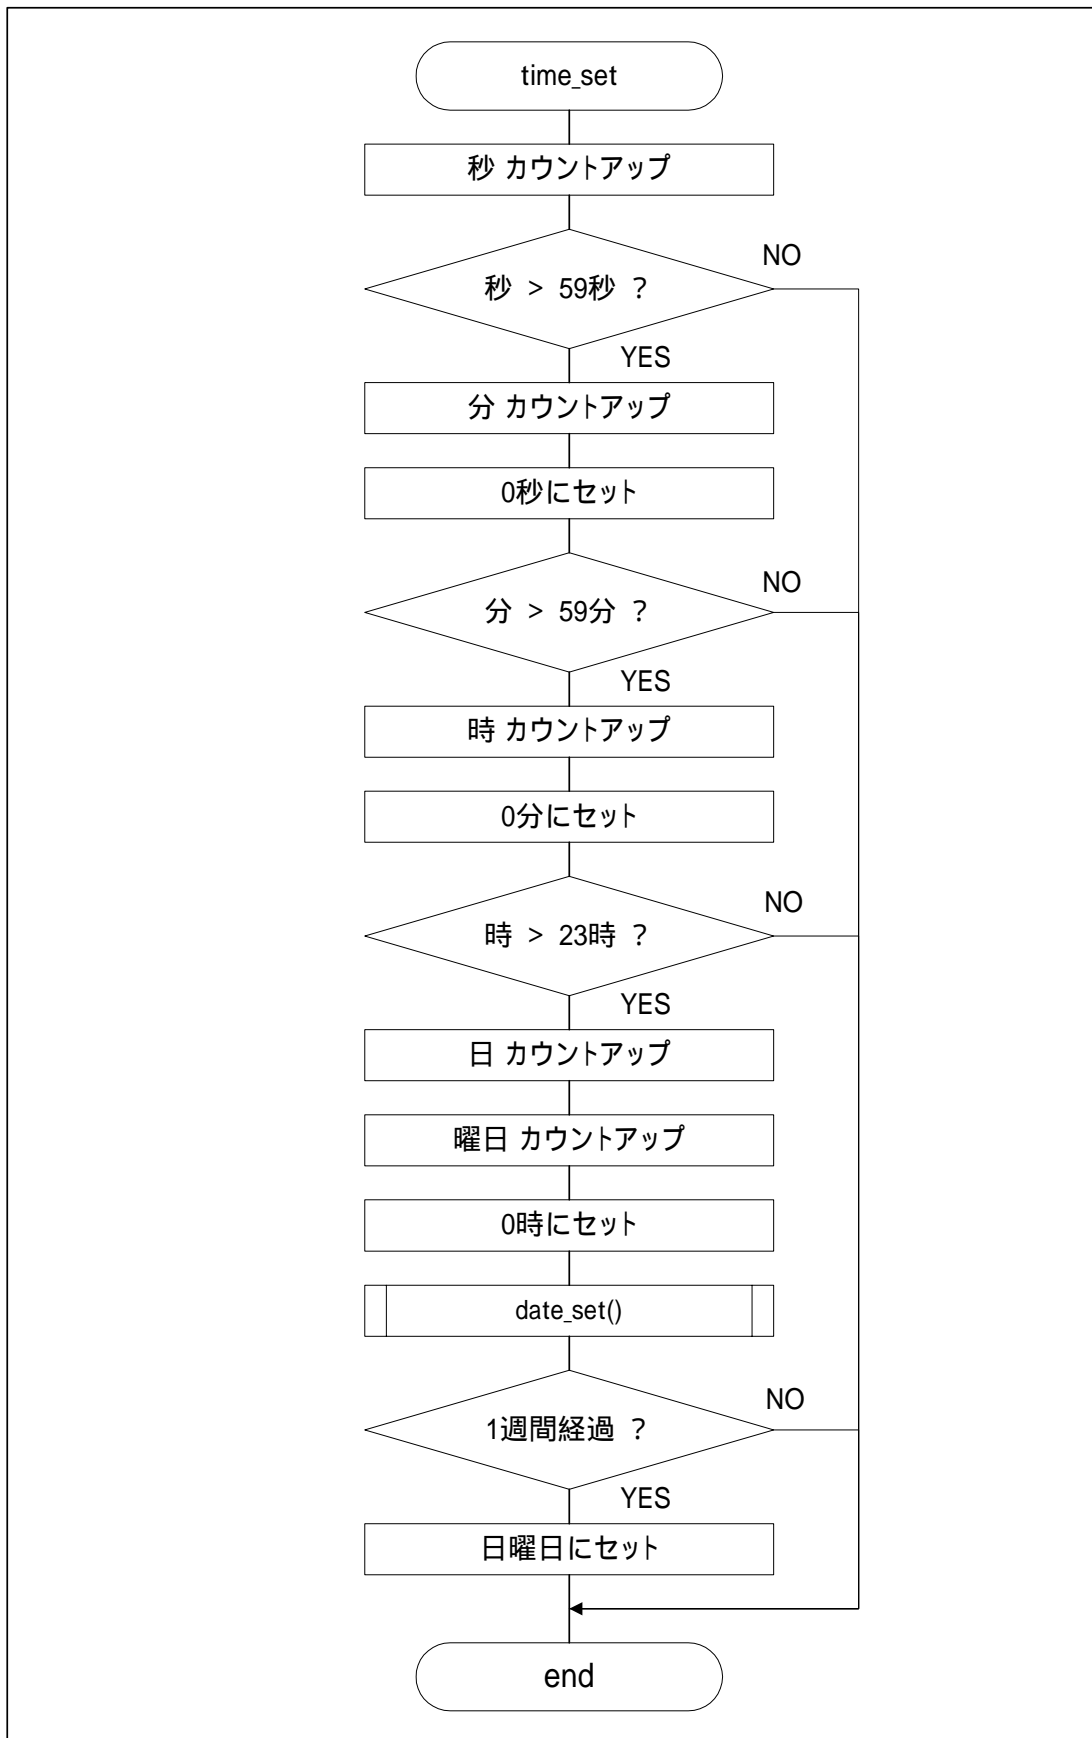 time_set
秒 カウントアップ
秒 > 59秒 ?
NO
YES
分 カウントアップ
0秒にセット
分 > 59分 ?
NO
YES
時 カウントアップ
0分にセット
時 > 23時 ?
NO
YES
日 カウントアップ
曜日 カウントアップ
0時にセット
date_set()
1週間経過 ?
NO
YES
日曜日にセット
end